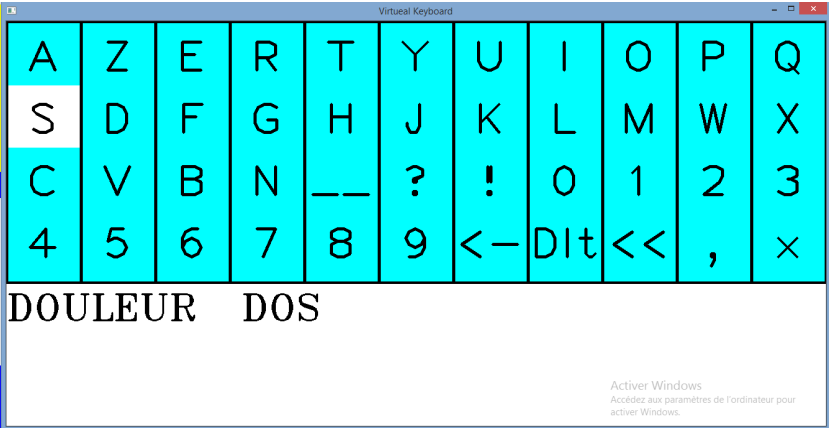 Virtueal Keyboard
A Z E R T Y U I O P Q
S D F G H J K L M W X
C V B N __ ? ! 0 1 2 3
4 5 6 7 8 9 <- Dlt << , ×
DOULEUR DOS
Activer Windows
Accédez aux paramètres de l'ordinateur pour
activer Windows.